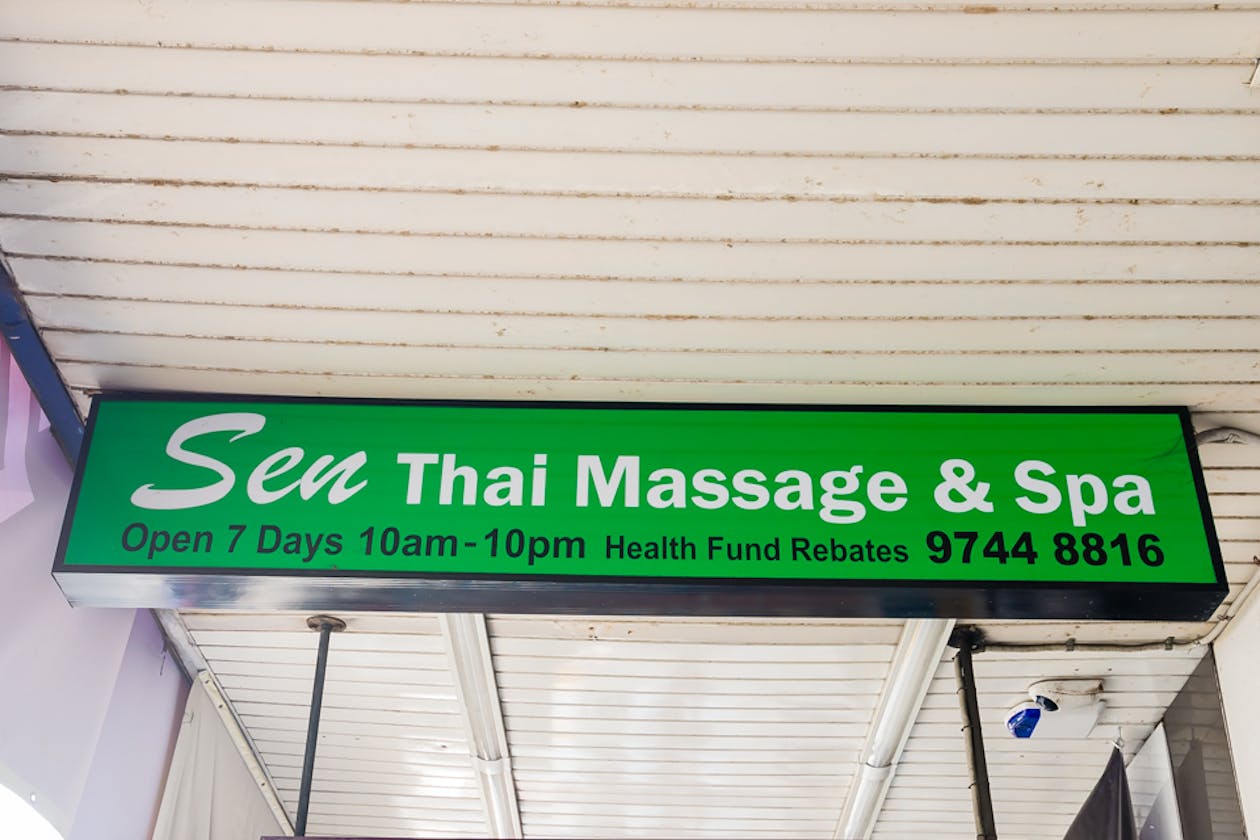 Sen Thai Massage & Spa
Open 7 Days 10am-10pm Health Fund Rebates 9744 8816